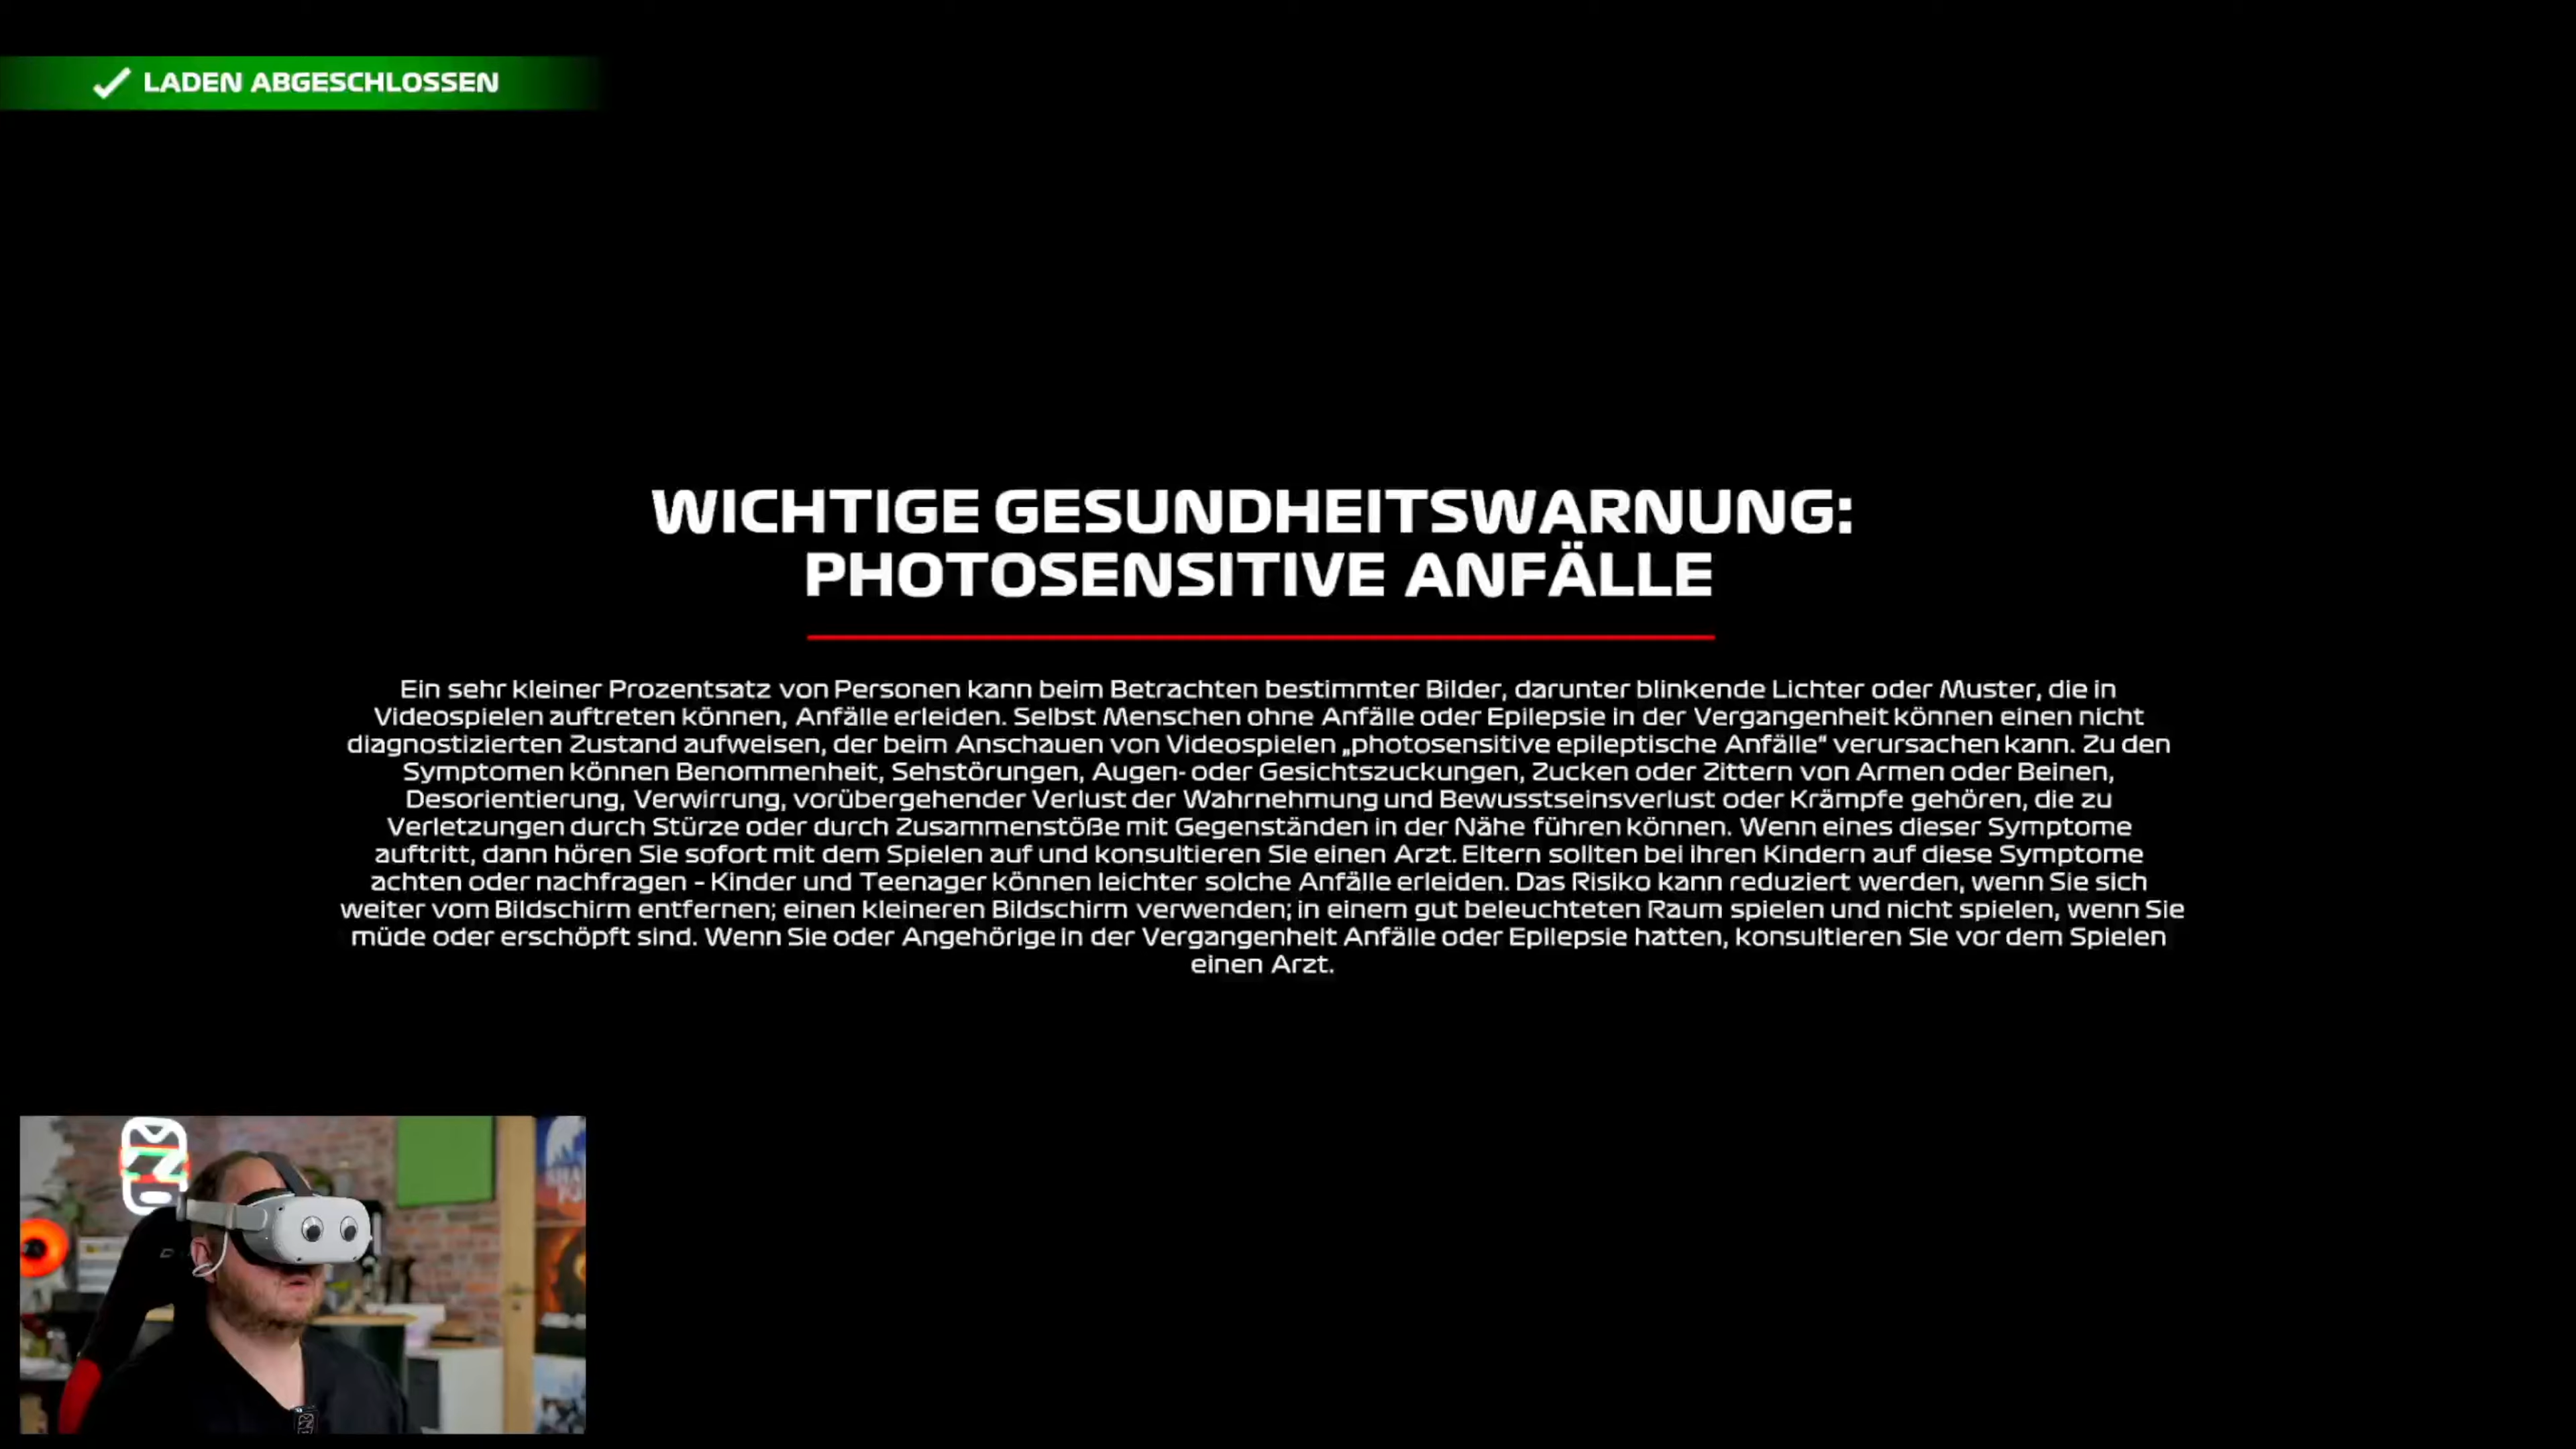 LADEN ABGESCHLOSSEN
WICHTIGE GESUNDHEITSWARNUNG:
PHOTOSENSITIVE ANFÄLLE
Ein sehr kleiner Prozentsatz von Personen kann beim Betrachten bestimmter Bilder, darunter blinkende Lichter oder Muster, die in
Videospielen auftreten können, Anfälle erleiden. Selbst Menschen ohne Anfälle oder Epilepsie in der Vergangenheit können einen nicht
diagnostizierten Zustand aufweisen, der beim Anschauen von Videospielen „photosensitive epileptische Anfälle“ verursachen kann. Zu den
Symptomen können Benommenheit, Sehstörungen, Augen- oder Gesichtszuckungen, Zucken oder Zittern von Armen oder Beinen,
Desorientierung, Verwirrung, vorübergehender Verlust der Wahrnehmung und Bewusstseinsverlust oder Krämpfe gehören, die zu
Verletzungen durch Stürze oder durch Zusammenstöße mit Gegenständen in der Nähe führen können. Wenn eines dieser Symptome
auftritt, dann hören Sie sofort mit dem Spielen auf und konsultieren Sie einen Arzt. Eltern sollten bei ihren Kindern auf diese Symptome
achten oder nachfragen - Kinder und Teenager können leichter solche Anfälle erleiden. Das Risiko kann reduziert werden, wenn Sie sich
weiter vom Bildschirm entfernen; einen kleineren Bildschirm verwenden; in einem gut beleuchteten Raum spielen und nicht spielen, wenn Sie
müde oder erschöpft sind. Wenn Sie oder Angehörige in der Vergangenheit Anfälle oder Epilepsie hatten, konsultieren Sie vor dem Spielen
einen Arzt.